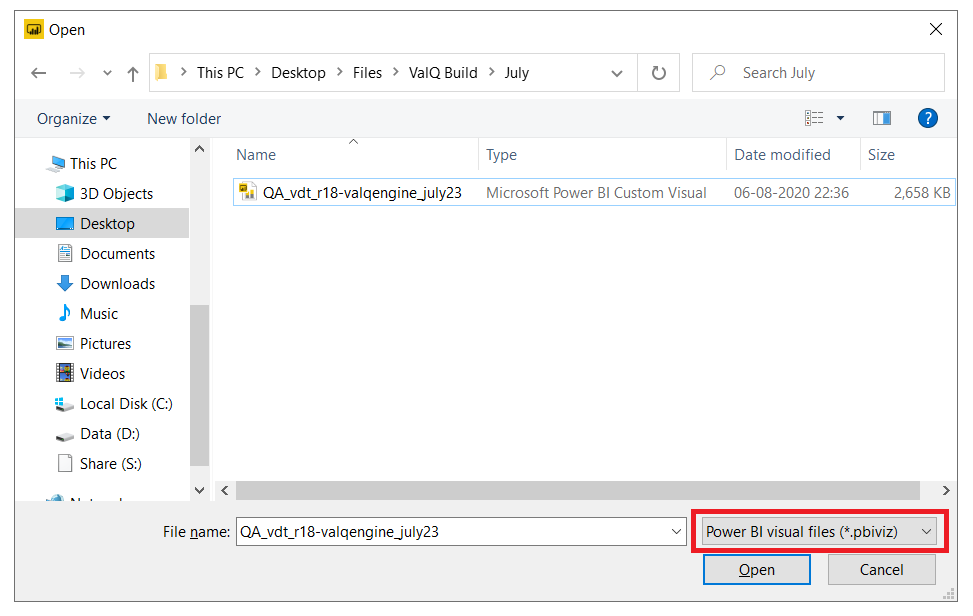 Open
This PC > Desktop > Files > ValQ Build > July
Search July
Organize
New folder
?
Name
Type
Date modified
Size
This PC
3D Objects
Desktop
Documents
Downloads
Music
Pictures
Videos
Local Disk (C:)
Data (D:)
Share (S:)
QA_vdt_r18-valqengine_july23
Microsoft Power BI Custom Visual
06-08-2020 22:36
2,658 KB
File name:
QA_vdt_r18-valqengine_july23
Power BI visual files (*.pbiviz)
Open
Cancel